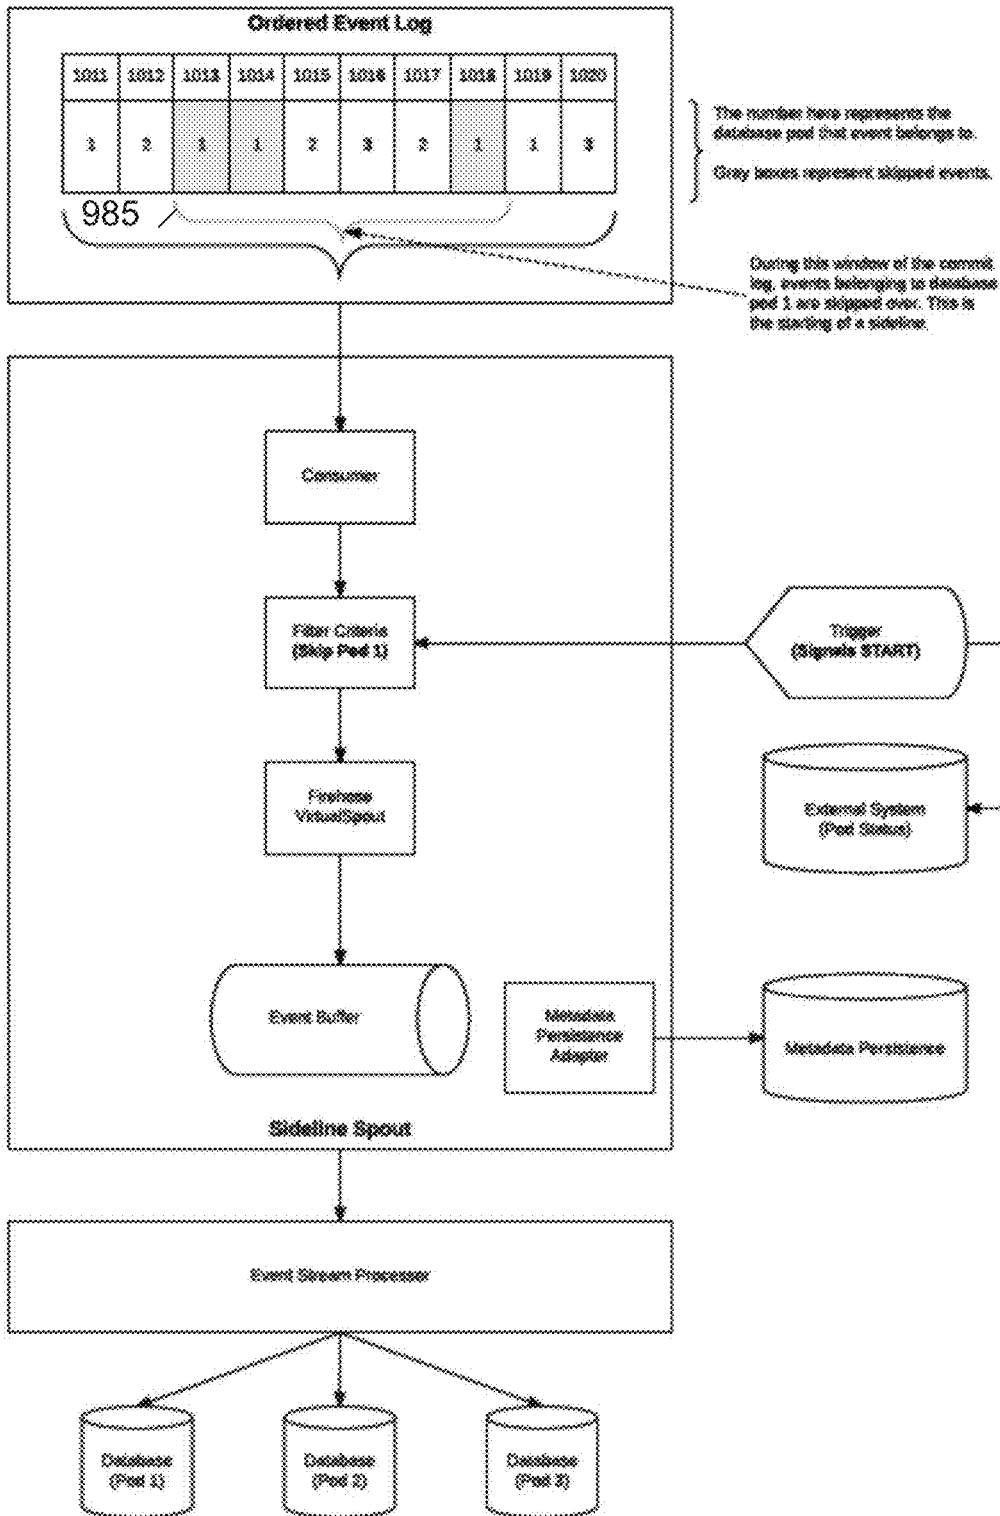 Ordered Event Log
1011 1012 1013 1014 1015 1016 1017 1018 1019 1020
1 2 1 1 2 3 2 1 1 3
The number here represents the
database pod that event belongs to.
Gray boxes represent skipped events.
985
During this window of the commit
log, events belonging to database
pod 1 are skipped over. This is
the starting of a sideline.
Consumer
Filter Criteria
(Skip Pod 1)
Trigger
(Signals START)
Firehose
VirtualSpout
External System
(Pod Status)
Event Buffer
Metadata
Persistence
Adapter
Metadata Persistence
Sideline Spout
Event Stream Processor
Database
(Pod 1)
Database
(Pod 2)
Database
(Pod 3)